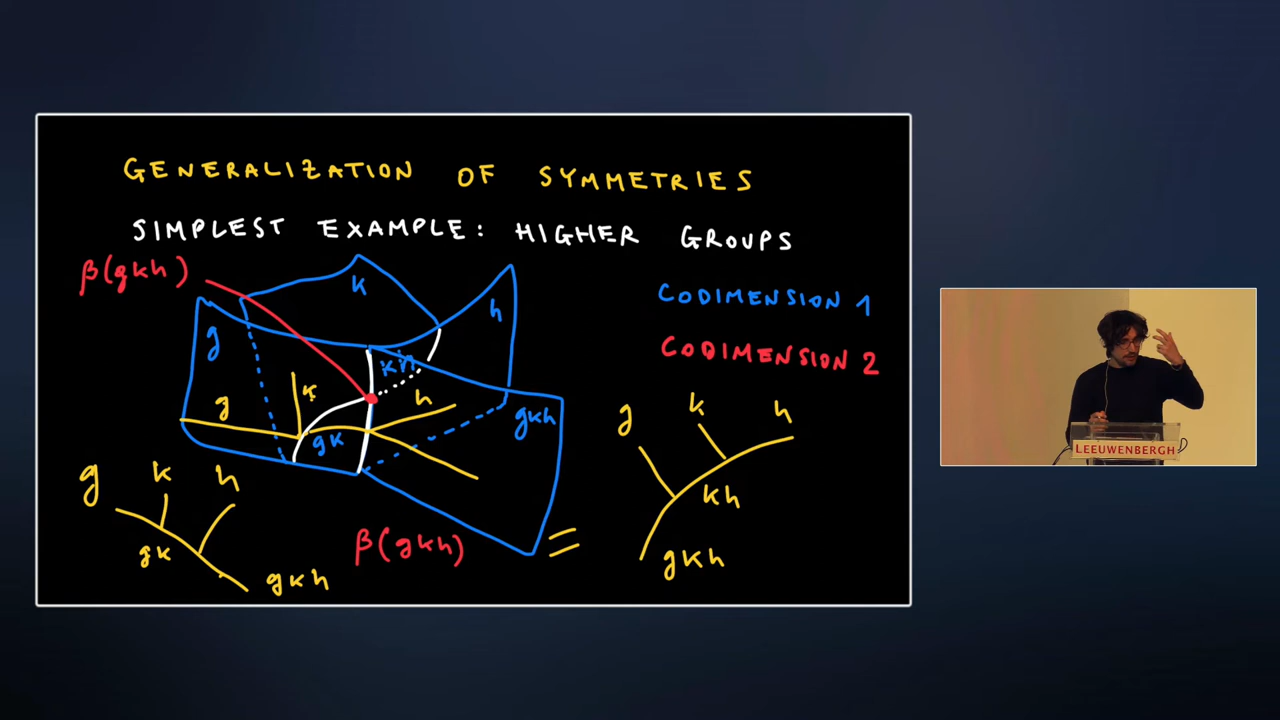 GENERALIZATION OF SYMMETRIES
SIMPLEST EXAMPLE: HIGHER GROUPS
β(gkh)
k
h
g
CODIMENSION 1
CODIMENSION 2
kh
k
g
h
gk
gkh
g k h
gk
gkh
β(gkh) =
g k h
kh
gkh
LEEUWENBERGH